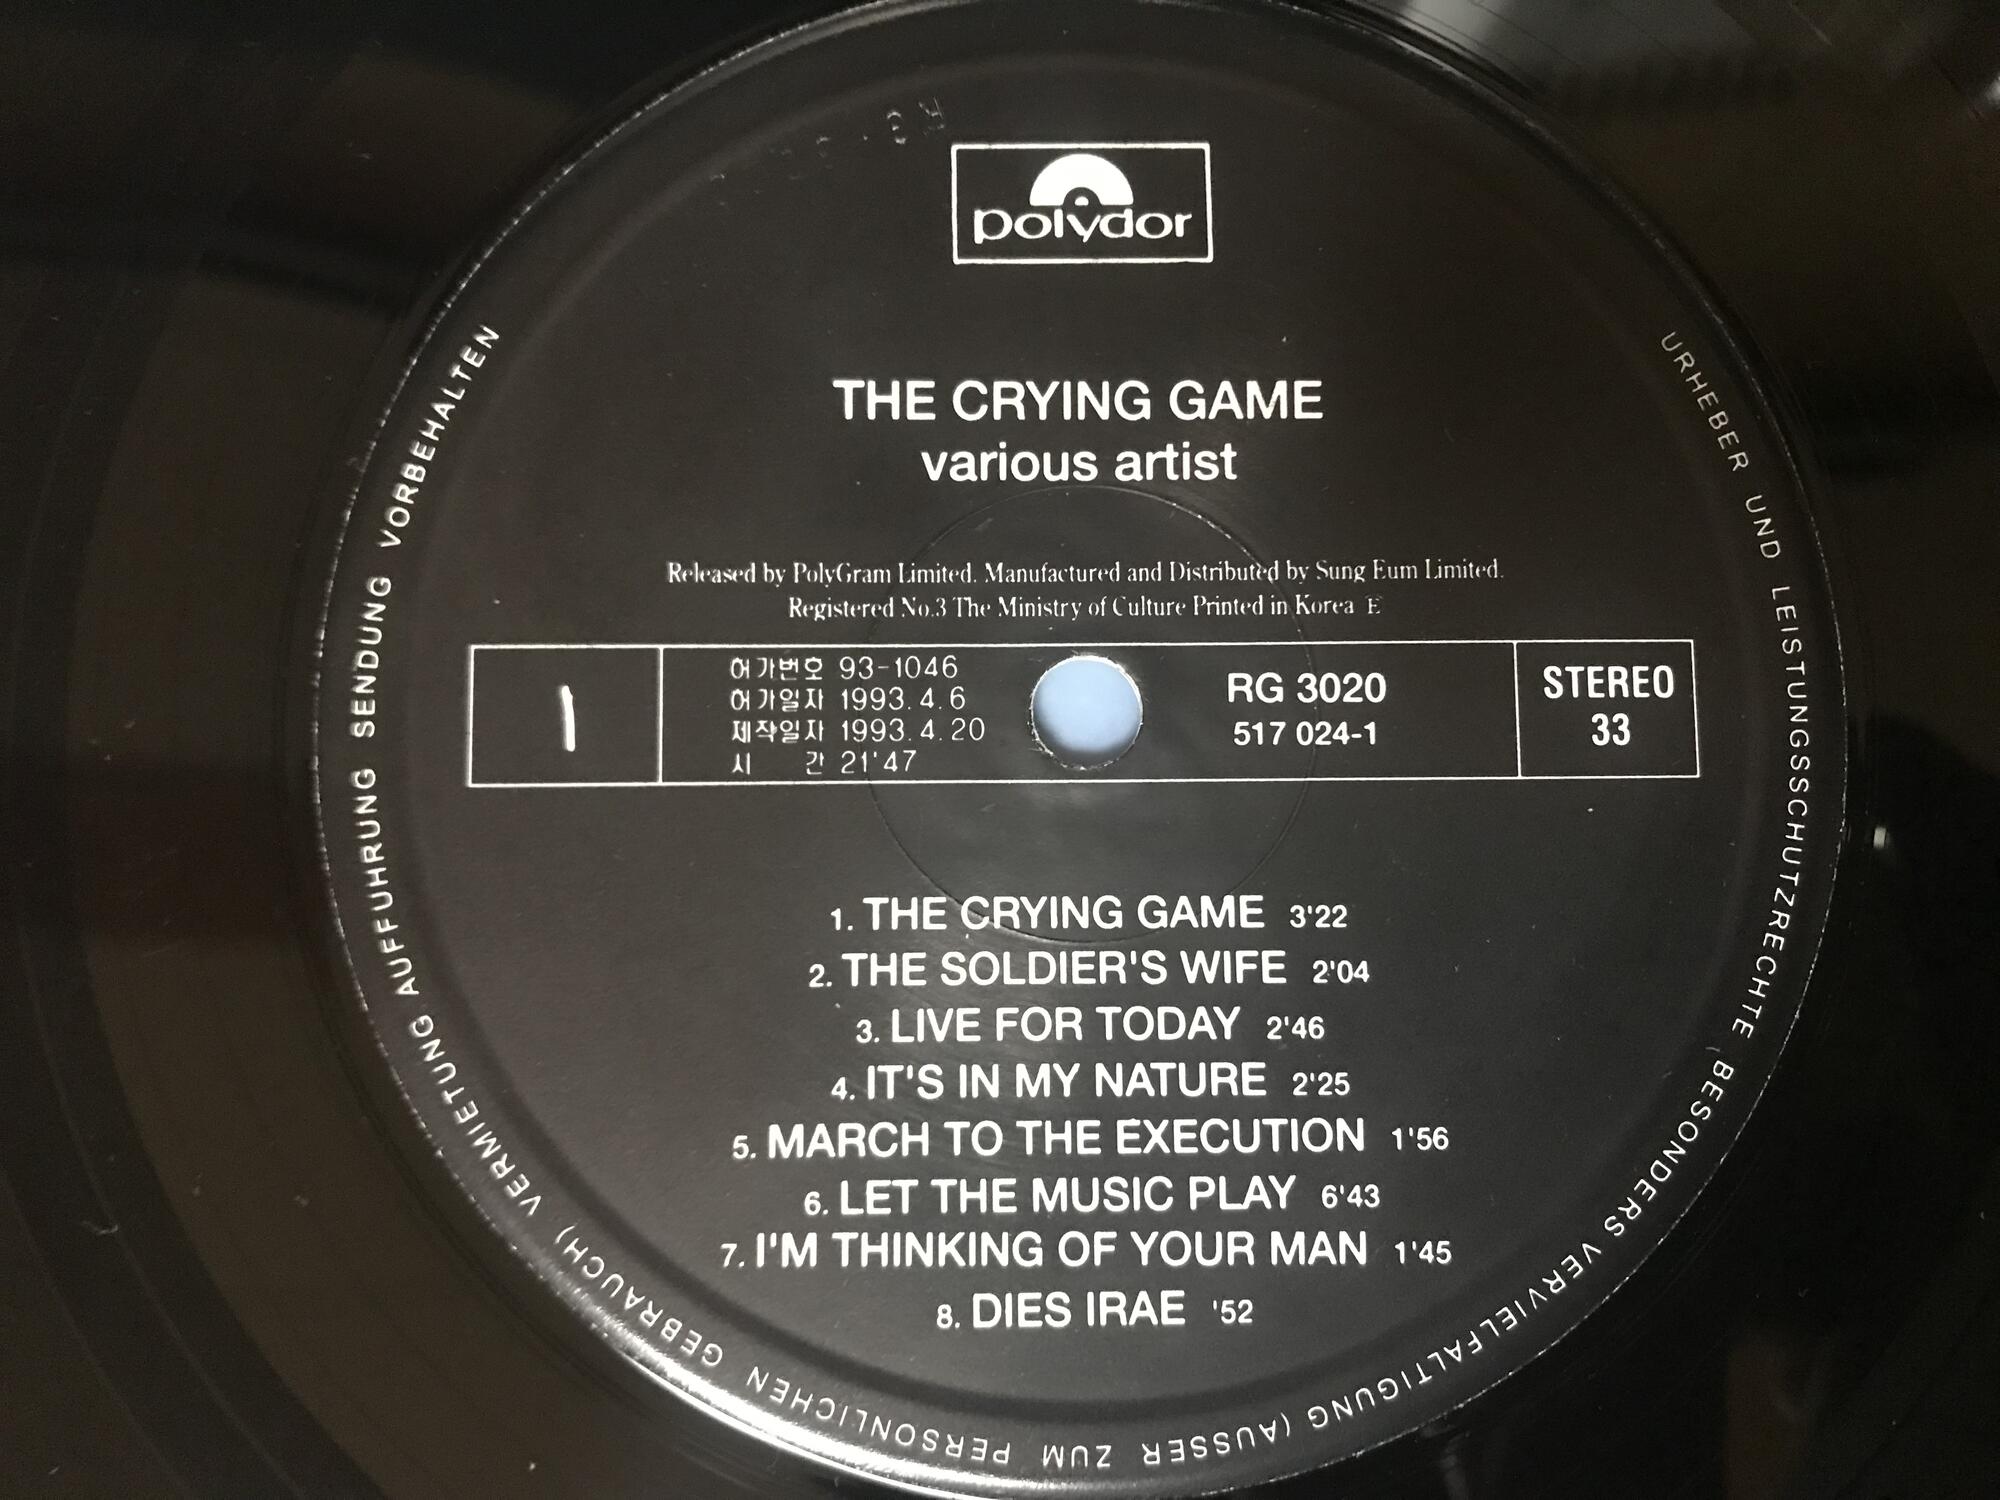 polydor
THE CRYING GAME
various artist
Released by PolyGram Limited. Manufactured and Distributed by Sung Eum Limited.
Registered No.3 The Ministry of Culture Printed in Korea E
1
허가번호 93-1046
허가일자 1993.4.6
제작일자 1993.4.20
시 간 21'47
RG 3020
517 024-1
STEREO
33
1. THE CRYING GAME 3'22
2. THE SOLDIER'S WIFE 2'04
3. LIVE FOR TODAY 2'46
4. IT'S IN MY NATURE 2'25
5. MARCH TO THE EXECUTION 1'56
6. LET THE MUSIC PLAY 6'43
7. I'M THINKING OF YOUR MAN 1'45
8. DIES IRAE '52
URHEBER UND LEISTUNGSSCHUTZRECHTE, BESONDERS VERVIELFALTIGUNG (AUSSER ZUM PERSONLICHEN GEBRAUCH) VERMIETUNG AUFFUHRUNG SENDUNG VORBEHALTEN